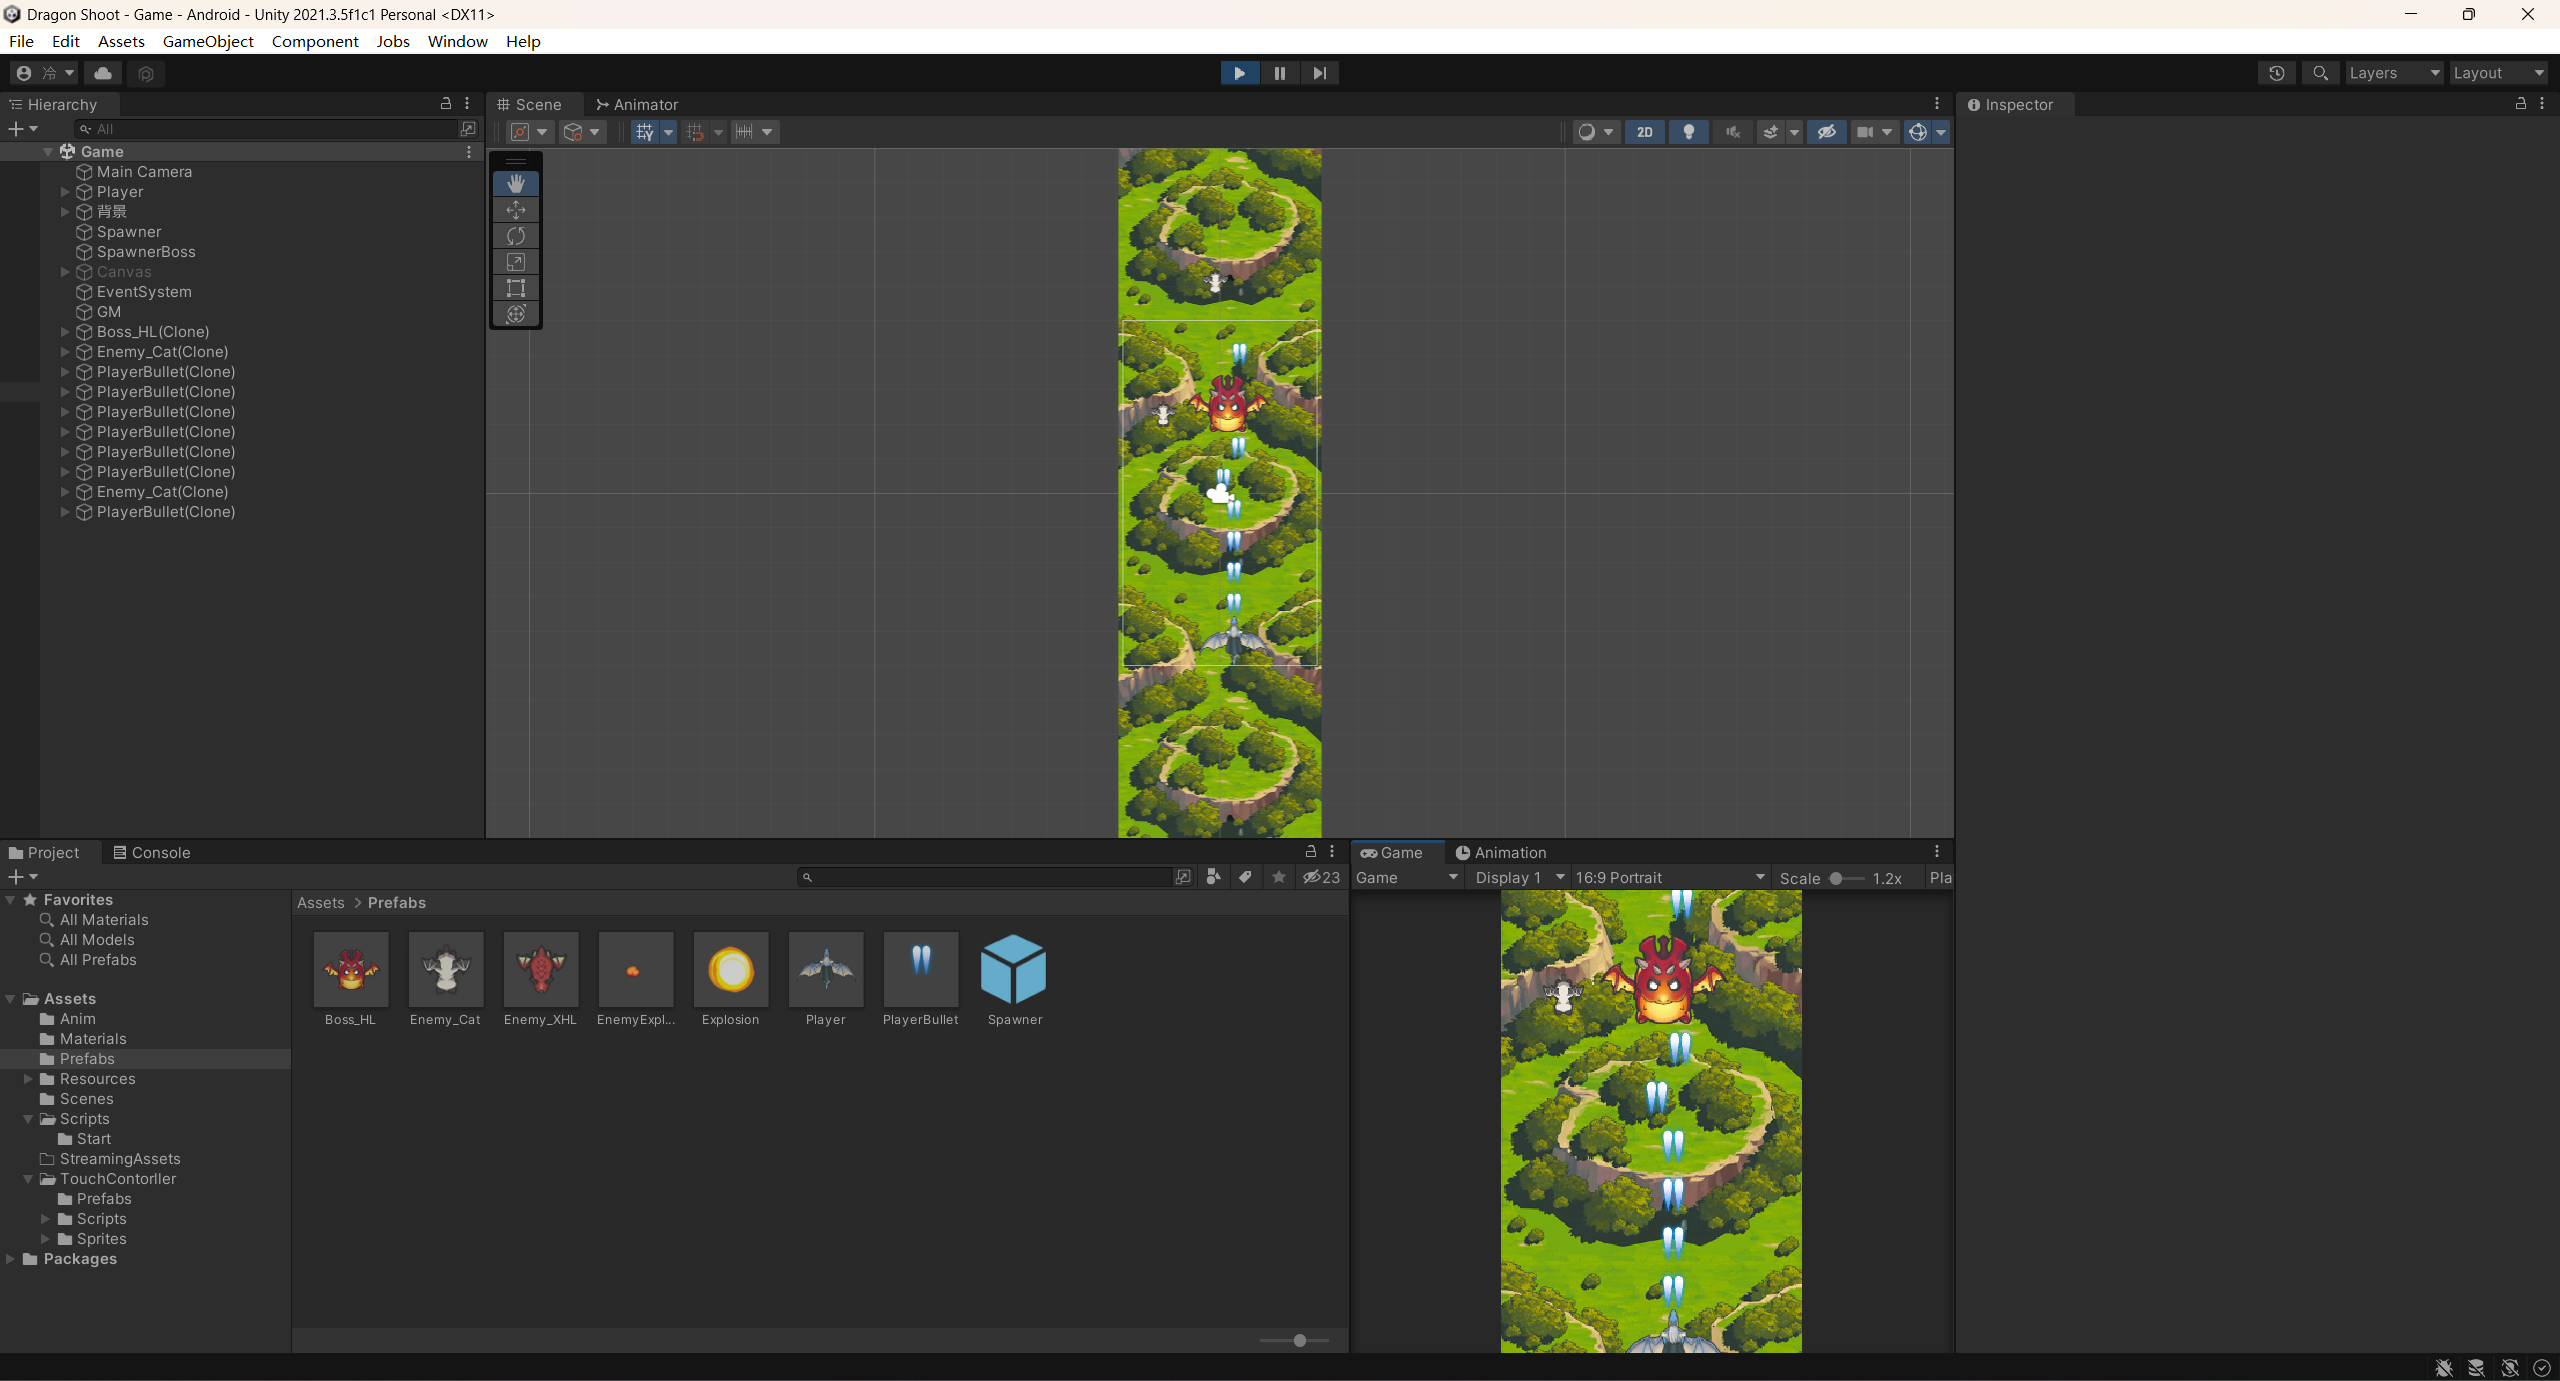 Dragon Shoot - Game - Android - Unity 2021.3.5f1c1 Personal <DX11>
File Edit Assets GameObject Component Jobs Window Help
冷
Layers Layout
Hierarchy
All
Game
Main Camera
Player
背景
Spawner
SpawnerBoss
Canvas
EventSystem
GM
Boss_HL(Clone)
Enemy_Cat(Clone)
PlayerBullet(Clone)
PlayerBullet(Clone)
PlayerBullet(Clone)
PlayerBullet(Clone)
PlayerBullet(Clone)
PlayerBullet(Clone)
Enemy_Cat(Clone)
PlayerBullet(Clone)
Scene Animator
2D
Inspector
Project Console
23
Favorites
All Materials
All Models
All Prefabs
Assets
Anim
Materials
Prefabs
Resources
Scenes
Scripts
Start
StreamingAssets
TouchContorller
Prefabs
Scripts
Sprites
Packages
Assets > Prefabs
Boss_HL Enemy_Cat Enemy_XHL EnemyExpl... Explosion Player PlayerBullet Spawner
Game Animation
Game Display 1 16:9 Portrait Scale 1.2x Pla